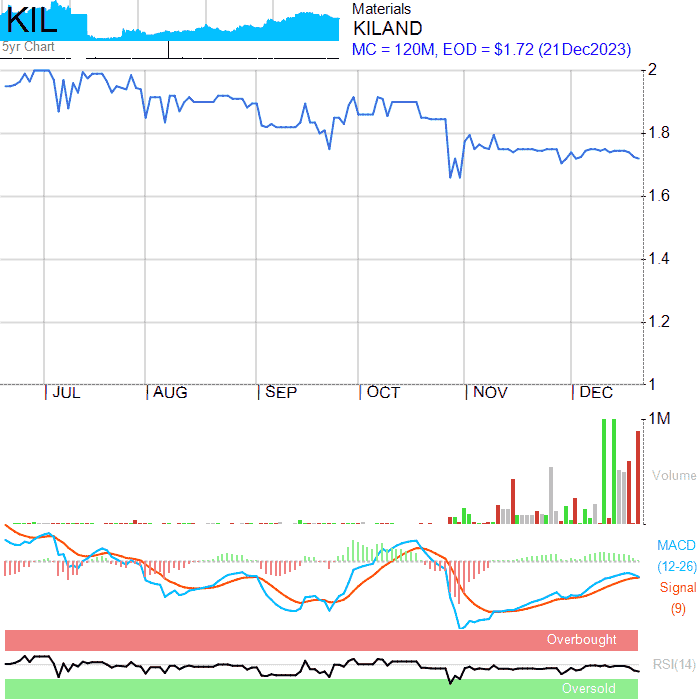 KIL
5yr Chart
Materials
KILAND
MC = 120M, EOD = $1.72 (21Dec2023)
2
1.8
1.6
1.4
1.2
1
JUL AUG SEP OCT NOV DEC
1M
Volume
MACD
(12-26)
Signal
(9)
Overbought
RSI(14)
Oversold